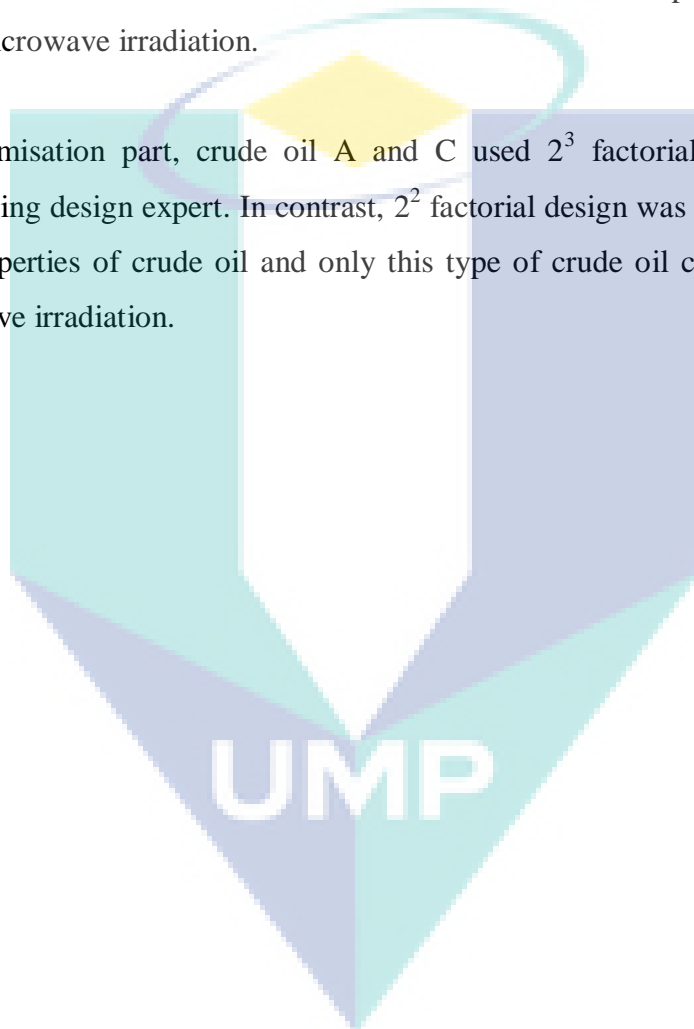 crowave irradiation.
misation part, crude oil A and C used 2³ factorial
ing design expert. In contrast, 2² factorial design was
perties of crude oil and only this type of crude oil c
ve irradiation.
UMP